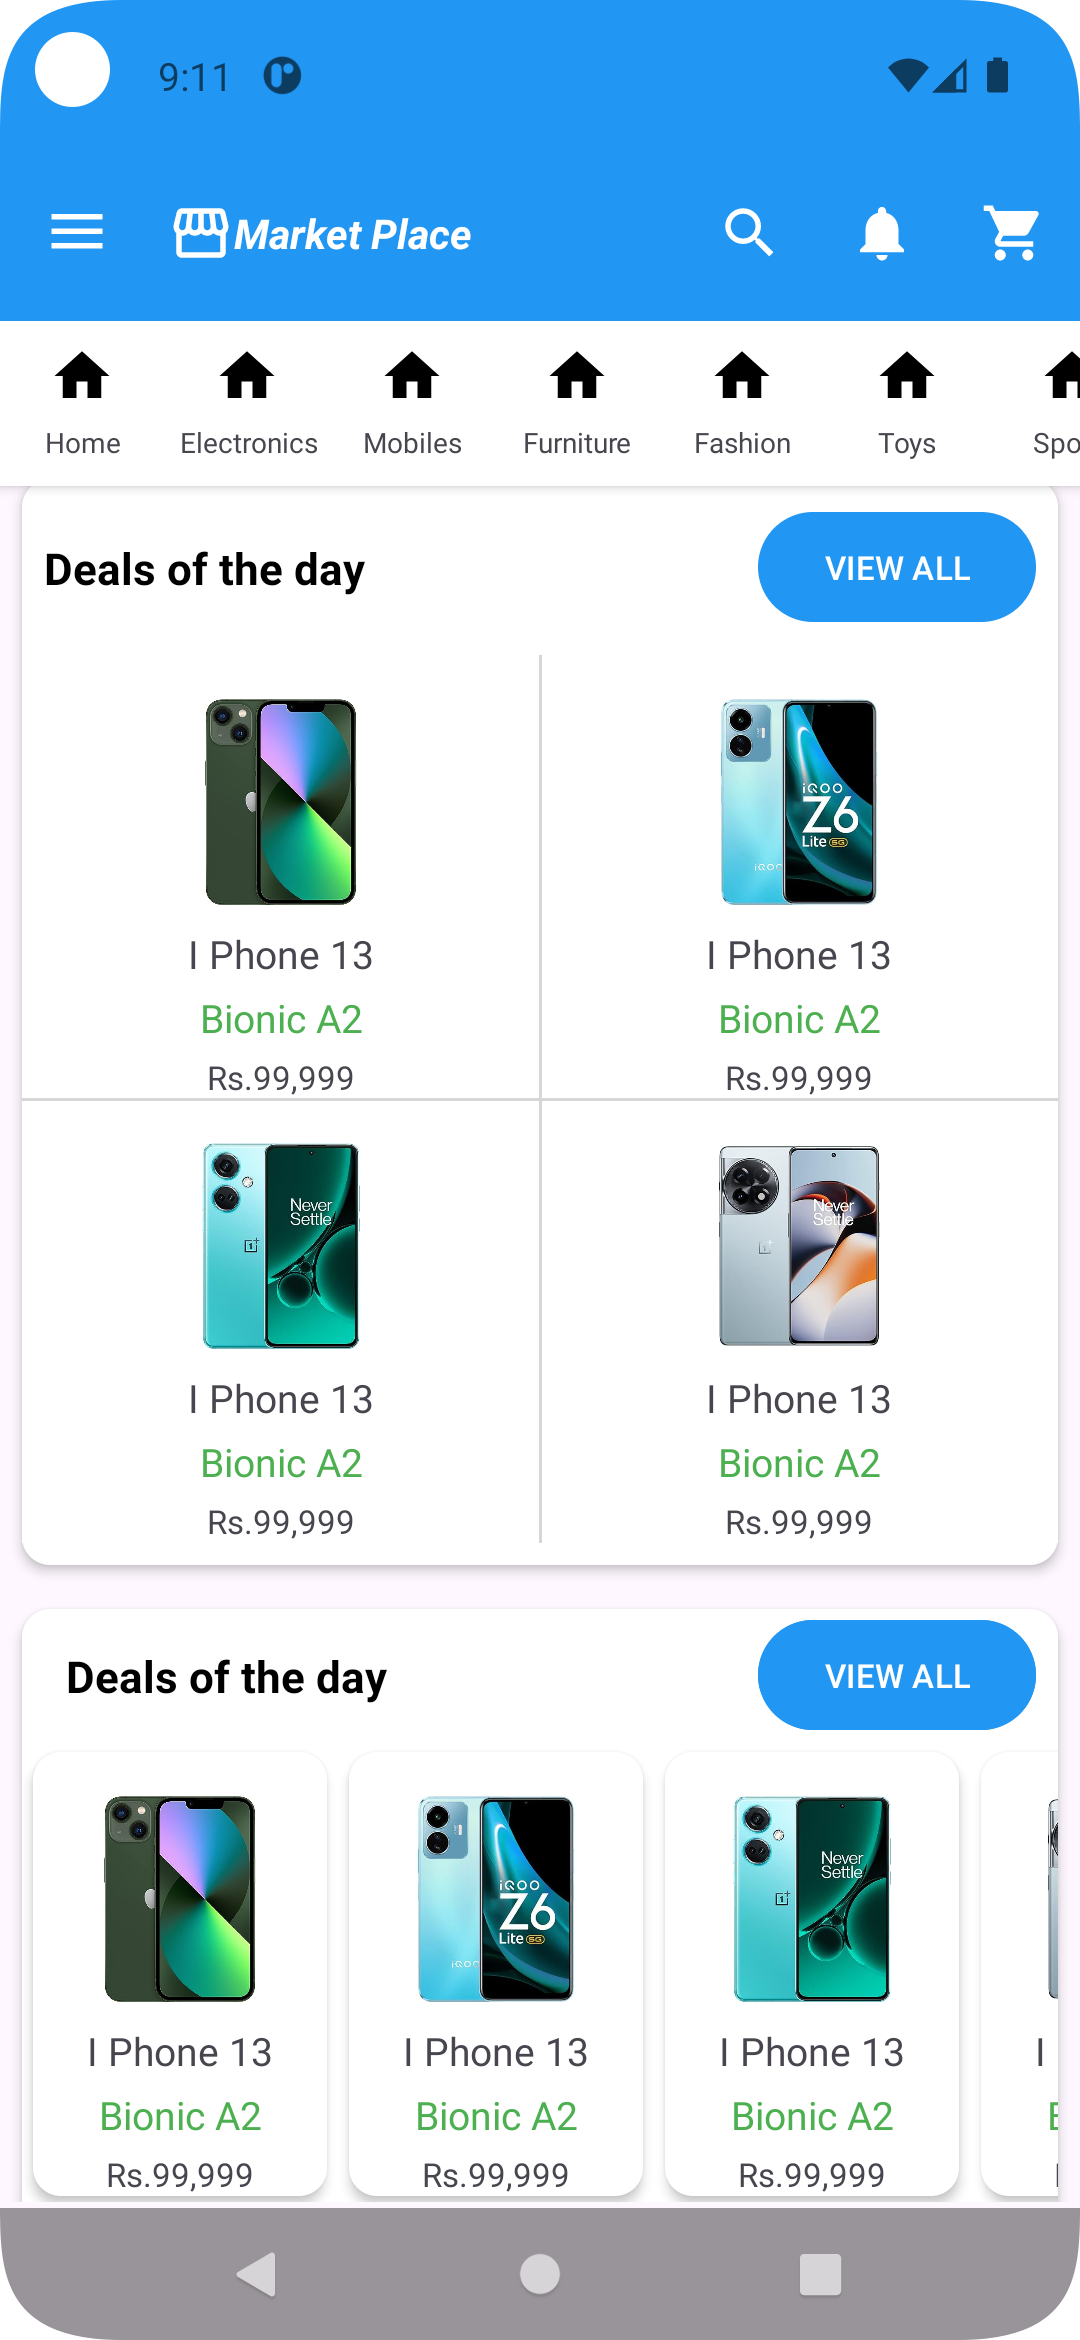 9:11
Market Place
Home Electronics Mobiles Furniture Fashion Toys Spo
Deals of the day VIEW ALL
iQOO
Z6
Lite 5G
iQOO
I Phone 13 I Phone 13
Bionic A2 Bionic A2
Rs.99,999 Rs.99,999
Never
Settle
Never
Settle
I Phone 13 I Phone 13
Bionic A2 Bionic A2
Rs.99,999 Rs.99,999
Deals of the day VIEW ALL
iQOO
Z6
Lite 5G
iQOO
Never
Settle
I Phone 13 I Phone 13 I Phone 13 I
Bionic A2 Bionic A2 Bionic A2
Rs.99,999 Rs.99,999 Rs.99,999